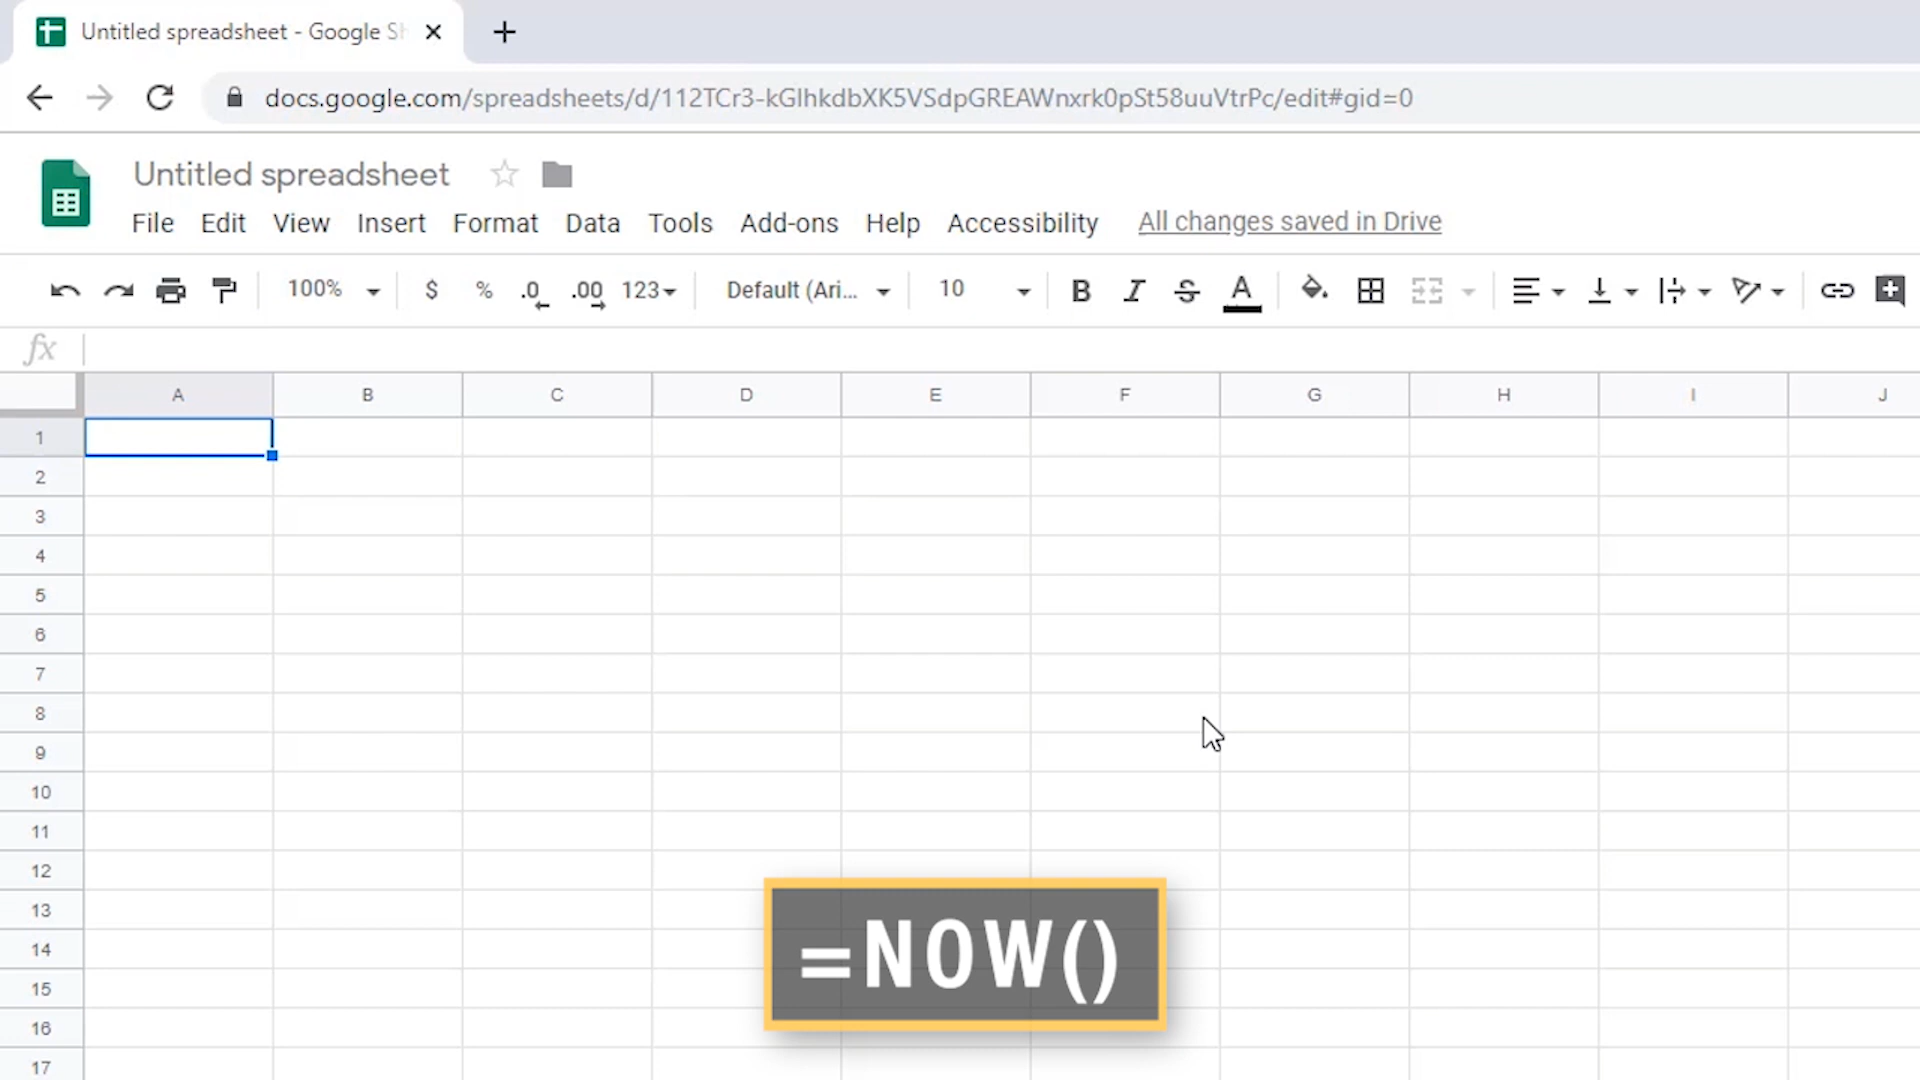 Untitled spreadsheet - Google Sh
docs.google.com/spreadsheets/d/112TCr3-kGlhkdbXK5VSdpGREAWnxrk0pSt58uuVtrPc/edit#gid=0
Untitled spreadsheet
File Edit View Insert Format Data Tools Add-ons Help Accessibility All changes saved in Drive
100% $ % .0 .00 123 Default (Ari... 10 B I S A
fx
A B C D E F G H I J
1
2
3
4
5
6
7
8
9
10
11
12
13
14
15
16
17
=NOW()